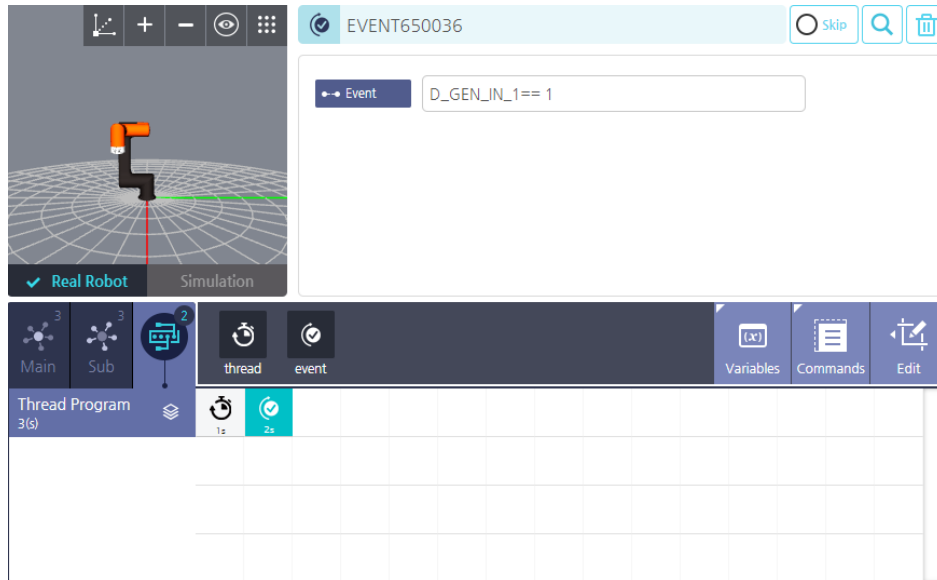 EVENT650036
Skip
Event
D_GEN_IN_1== 1
Real Robot
Simulation
3
3
2
Main
Sub
thread
event
(x)
Variables
Commands
Edit
Thread Program
3(s)
1s
2s